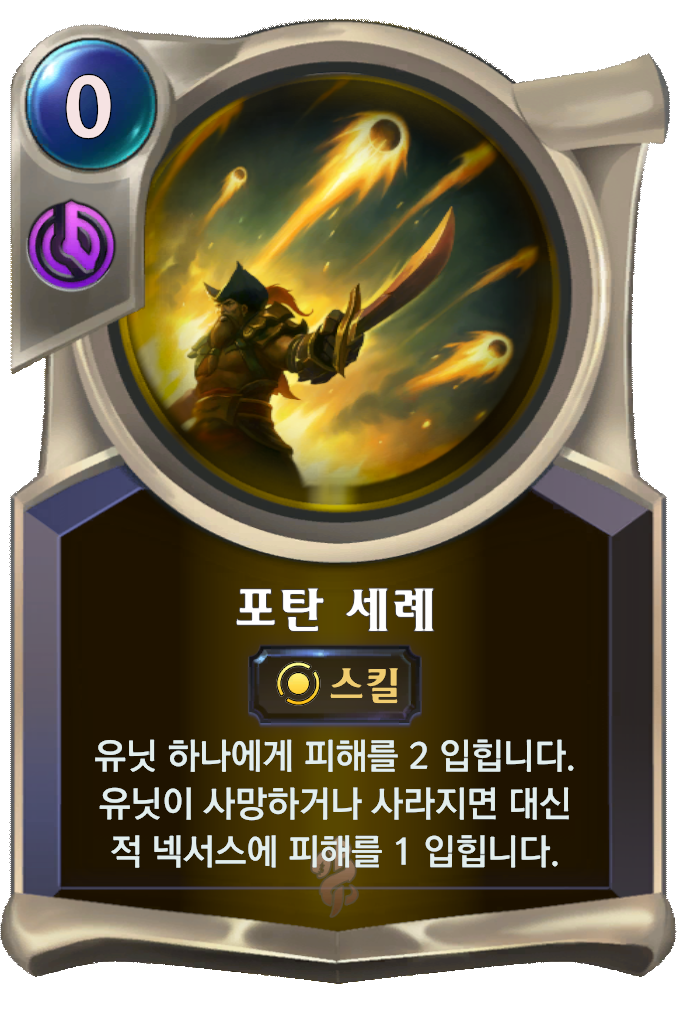 0
포탄 세례
스킬
유닛 하나에게 피해를 2 입힙니다.
유닛이 사망하거나 사라지면 대신
적 넥서스에 피해를 1 입힙니다.